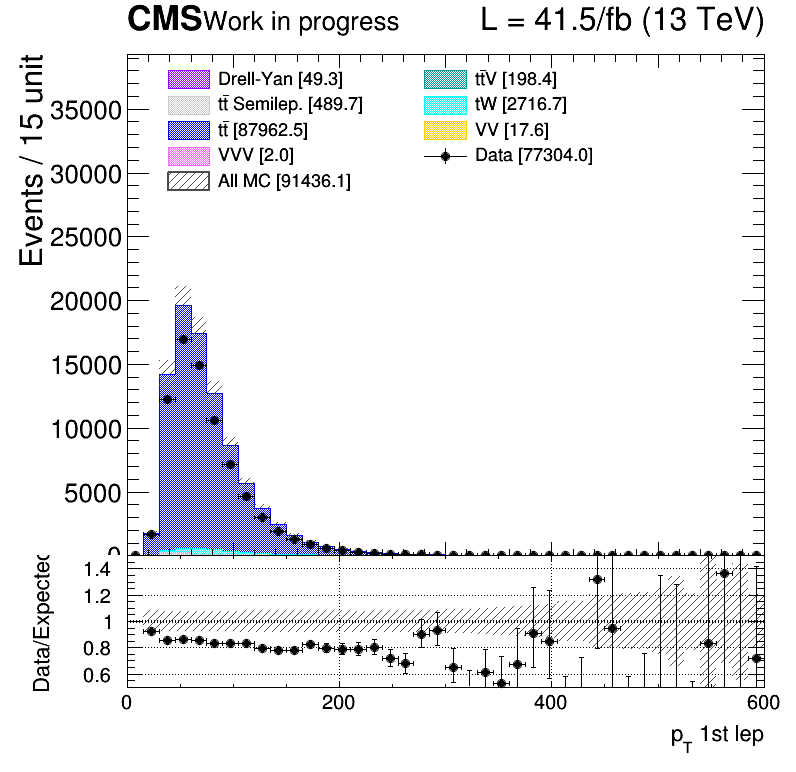 CMS Work in progress L = 41.5/fb (13 TeV)
Events / 15 unit
Drell-Yan [49.3]
tt̄ Semilep. [489.7]
tt̄ [87962.5]
VVV [2.0]
All MC [91436.1]
tt̄V [198.4]
tW [2716.7]
VV [17.6]
Data [77304.0]
35000
30000
25000
20000
15000
10000
5000
0
Data/Expected
1.4
1.2
1
0.8
0.6
0 200 400 600
p_T 1st lep